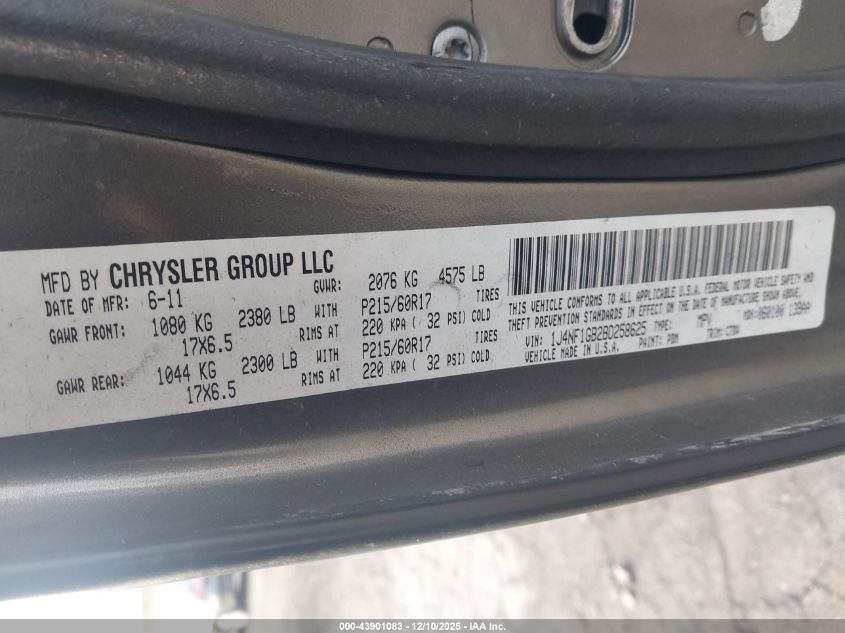 MFD BY CHRYSLER GROUP LLC
DATE OF MFR: 6-11 GVWR: 2076 KG 4575 LB
GAWR FRONT: 1080 KG 2380 LB WITH P215/60R17 TIRES
17X6.5 RIMS AT 220 KPA ( 32 PSI) COLD
GAWR REAR: 1044 KG 2300 LB WITH P215/60R17 TIRES
17X6.5 RIMS AT 220 KPA ( 32 PSI) COLD
THIS VEHICLE CONFORMS TO ALL APPLICABLE U.S.A. FEDERAL MOTOR VEHICLE SAFETY AND
THEFT PREVENTION STANDARDS IN EFFECT ON THE DATE OF MANUFACTURE SHOWN ABOVE.
VIN: 1J4NF1GB2BD258625 TYPE: MPV MDH: 060100 139AA
VEHICLE MADE IN U.S.A. PAINT: PDM TRIM:
000-43901083 | 12/10/2025 - IAA Inc.